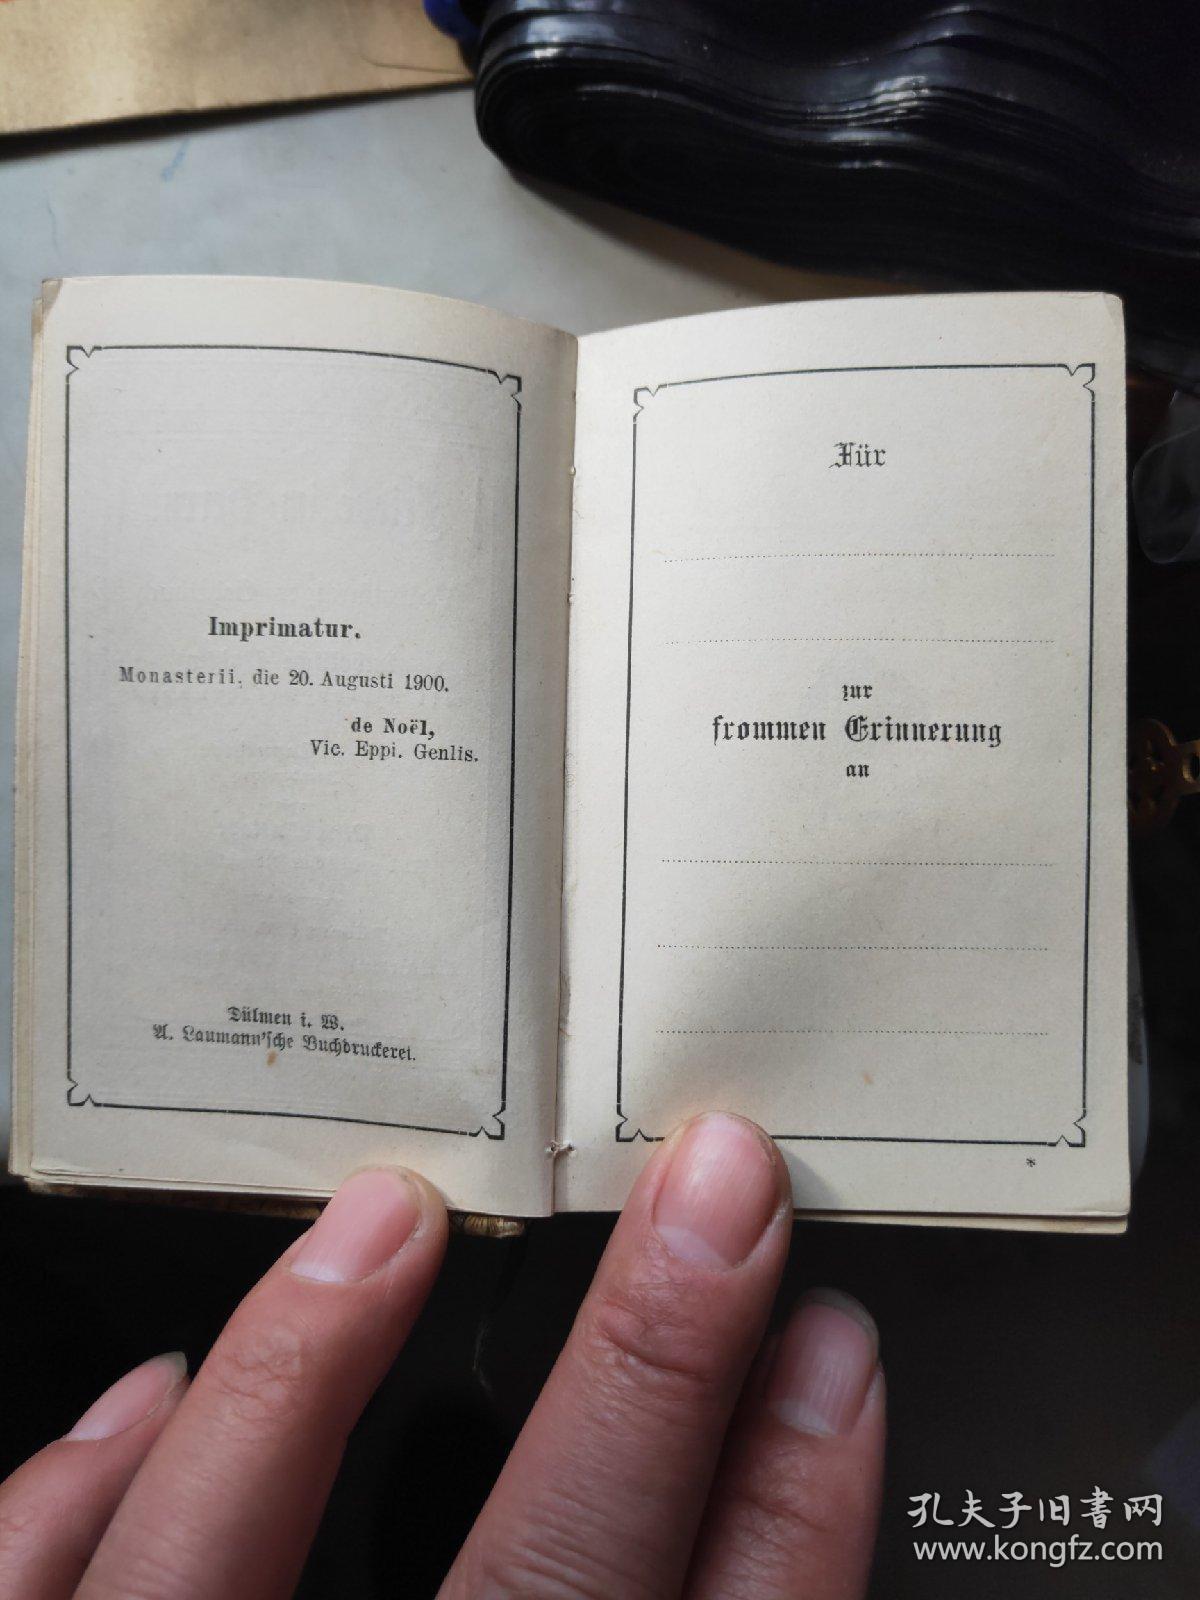 Imprimatur.
Monasterii, die 20. Augusti 1900.
de Noël,
Vic. Eppi. Genlis.
Dülmen i. W.
A. Laumann'sche Buchdruckerei.
Für
zur
frommen Erinnerung
an
*
孔夫子旧书网
www.kongfz.com